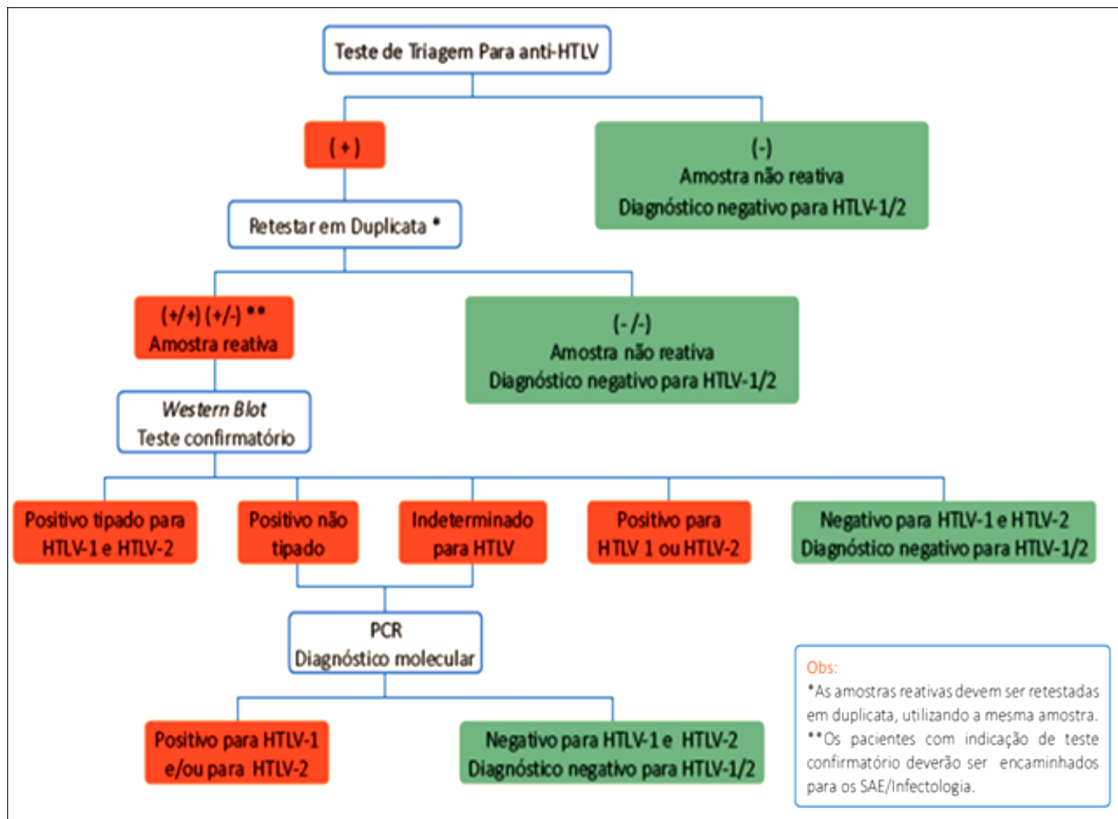 Teste de Triagem Para anti-HTLV
(+)
(-)
Amostra não reativa
Diagnóstico negativo para HTLV-1/2
Retestar em Duplicata *
(+/+) (+/-) **
Amostra reativa
(- /-)
Amostra não reativa
Diagnóstico negativo para HTLV-1/2
Western Blot
Teste confirmatório
Positivo tipado para
HTLV-1 e HTLV-2
Positivo não
tipado
Indeterminado
para HTLV
Positivo para
HTLV 1 ou HTLV-2
Negativo para HTLV-1 e HTLV-2
Diagnóstico negativo para HTLV-1/2
PCR
Diagnóstico molecular
Positivo para HTLV-1
e/ou para HTLV-2
Negativo para HTLV-1 e HTLV-2
Diagnóstico negativo para HTLV-1/2
Obs:
*As amostras reativas devem ser retestadas
em duplicata, utilizando a mesma amostra.
**Os pacientes com indicação de teste
confirmatório deverão ser encaminhados
para os SAE/Infectologia.